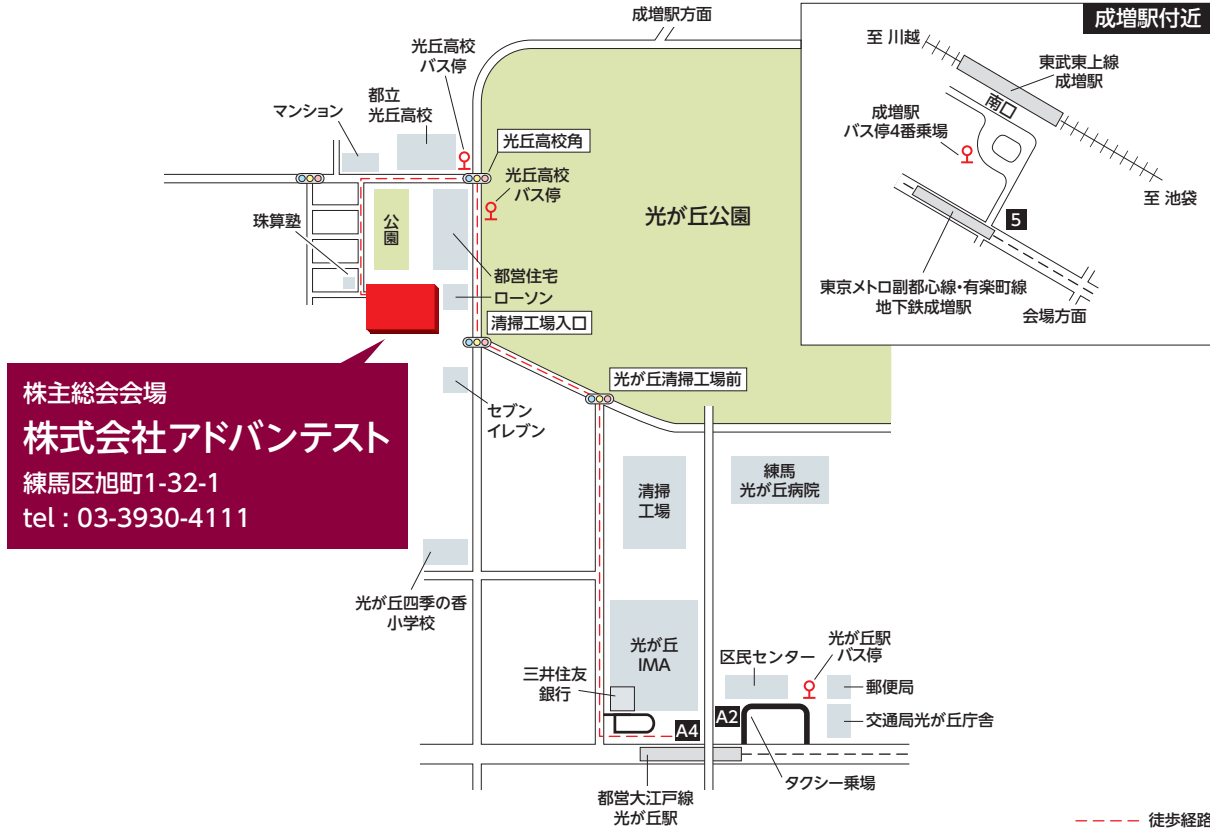 成増駅方面
成増駅付近
至 川越
東武東上線
成増駅
南口
成増駅
バス停4番乗場
至 池袋
5
東京メトロ副都心線・有楽町線
地下鉄成増駅
会場方面
光丘高校
バス停
都立
光丘高校
マンション
光丘高校角
光丘高校
バス停
光が丘公園
珠算塾
公園
都営住宅
ローソン
清掃工場入口
光が丘清掃工場前
セブン
イレブン
株主総会会場
株式会社アドバンテスト
練馬区旭町1-32-1
tel : 03-3930-4111
清掃
工場
練馬
光が丘病院
光が丘四季の香
小学校
光が丘
IMA
三井住友
銀行
区民センター
光が丘駅
バス停
郵便局
交通局光が丘庁舎
A4
A2
タクシー乗場
都営大江戸線
光が丘駅
徒歩経路